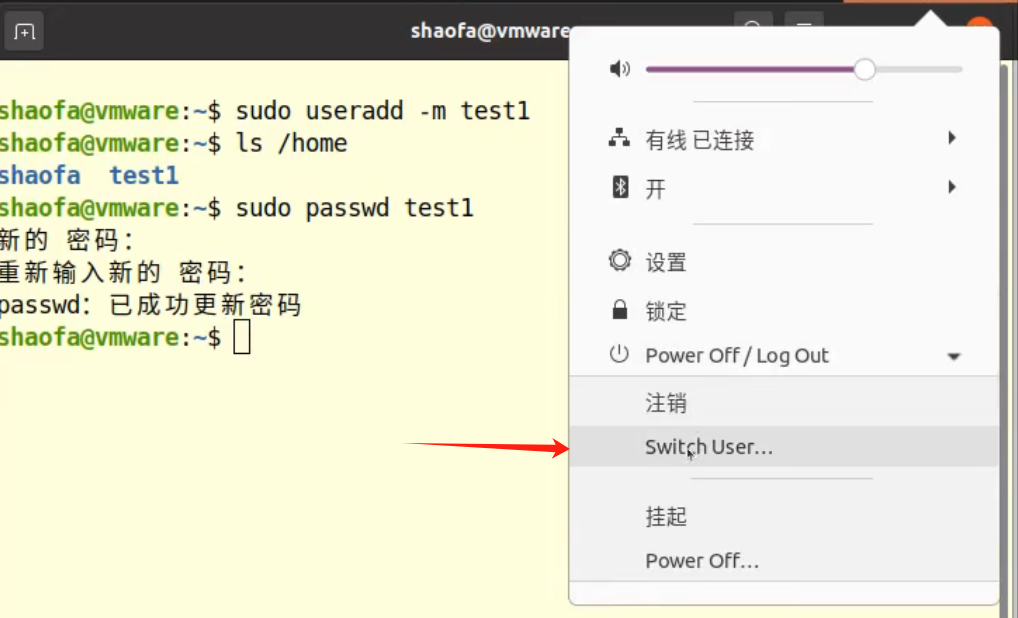 shaofa@vmware
shaofa@vmware:~$ sudo useradd -m test1
shaofa@vmware:~$ ls /home
shaofa  test1
shaofa@vmware:~$ sudo passwd test1
新的 密码：
重新输入新的 密码：
passwd：已成功更新密码
shaofa@vmware:~$
有线 已连接
开
设置
锁定
Power Off / Log Out
注销
Switch User...
挂起
Power Off...